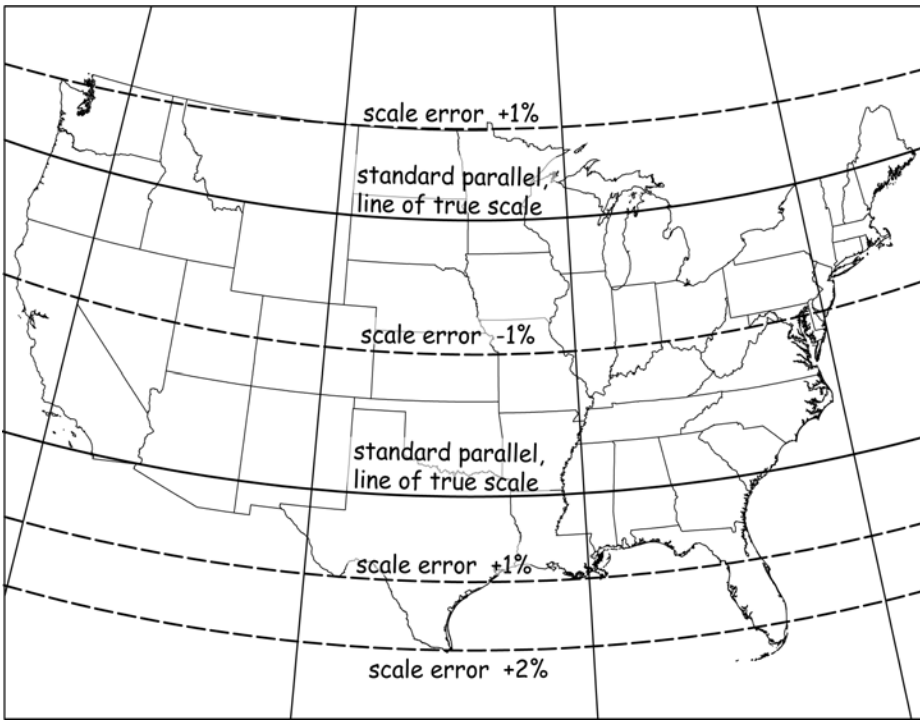 scale error +1%
standard parallel,
line of true scale
scale error -1%
standard parallel,
line of true scale
scale error +1%
scale error +2%